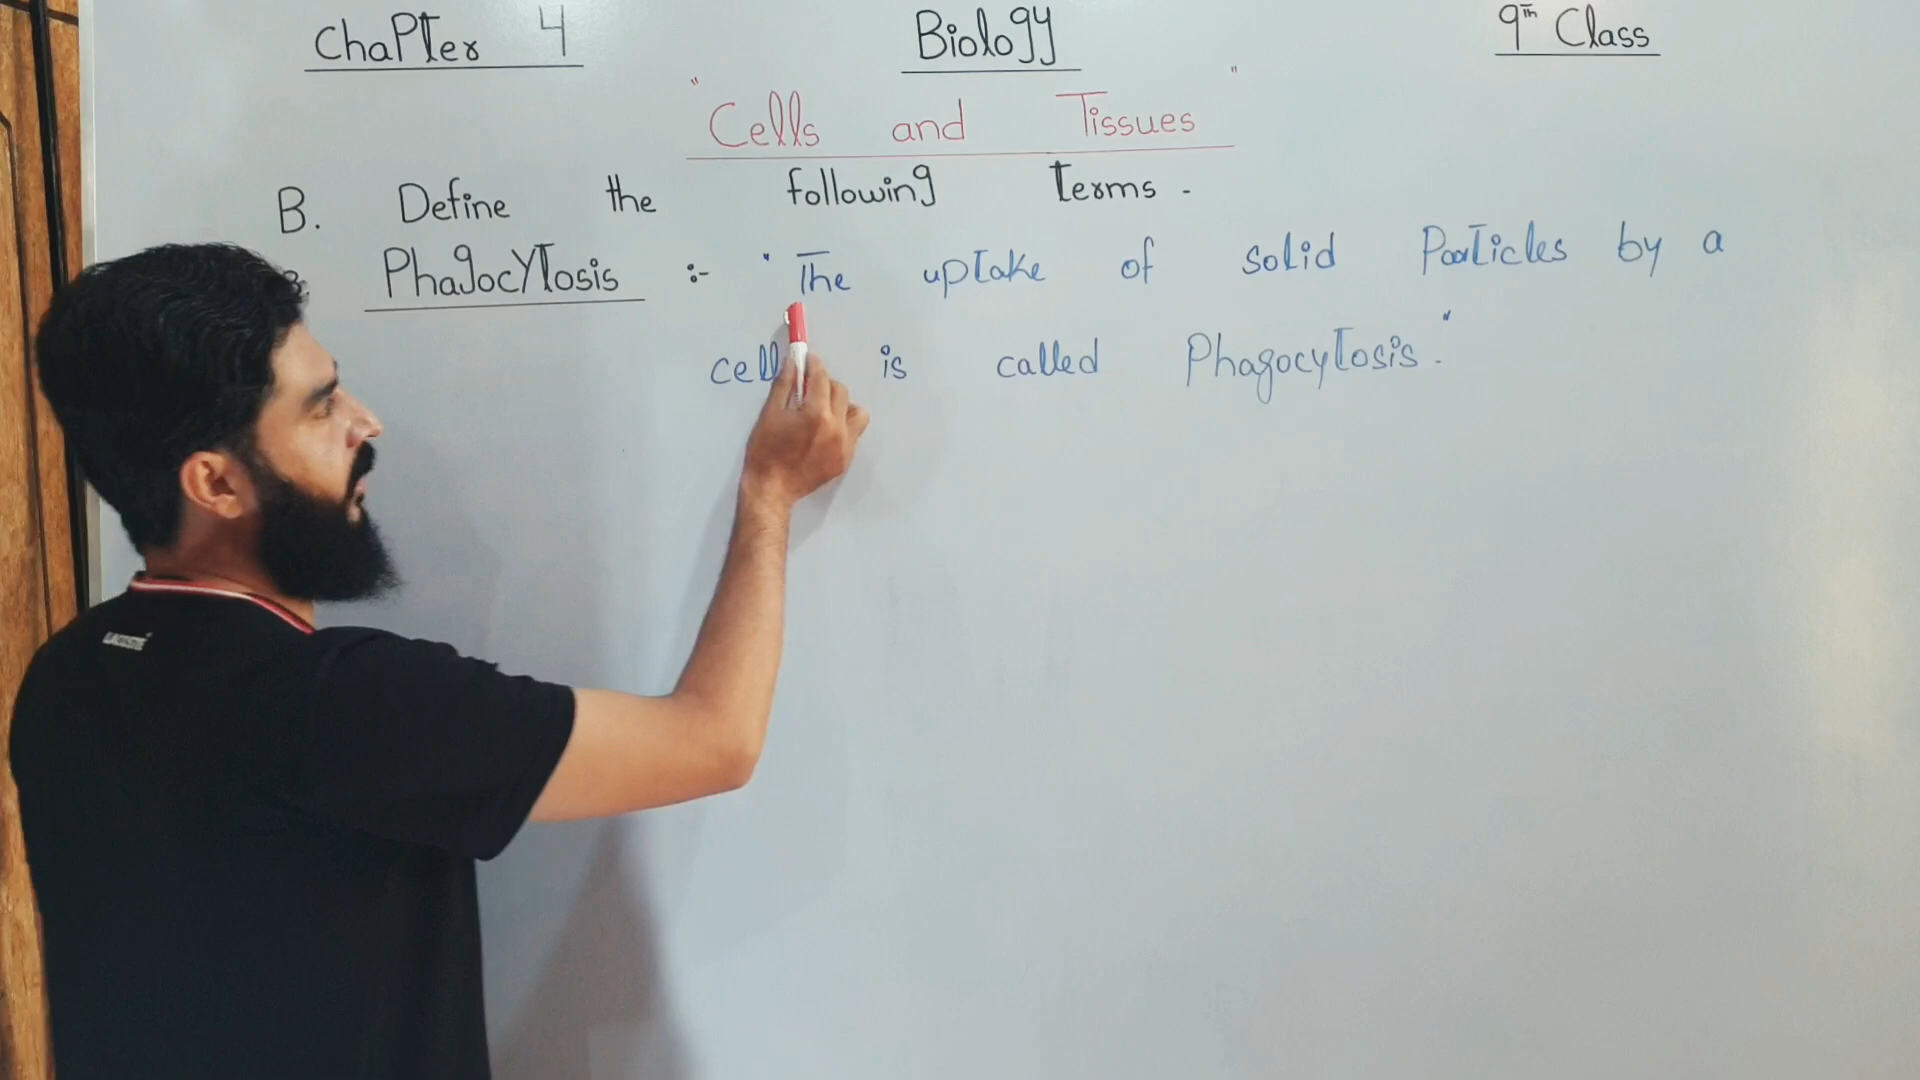 Chapter 4 Biology 9th Class
"Cells and Tissues"
B. Define the following terms.
3. Phagocytosis :- "The uptake of solid Particles by a
cell is called Phagocytosis."